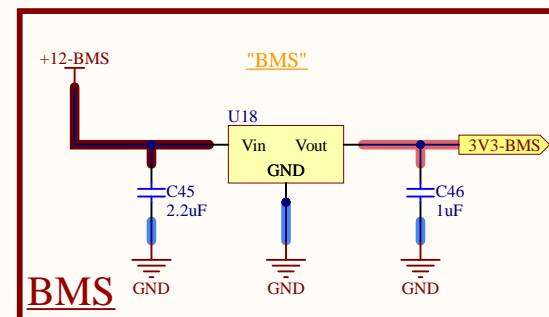 +12-BMS
"BMS"
U18
Vin
Vout
GND
3V3-BMS
C45
2.2uF
C46
1uF
GND
GND
GND
BMS